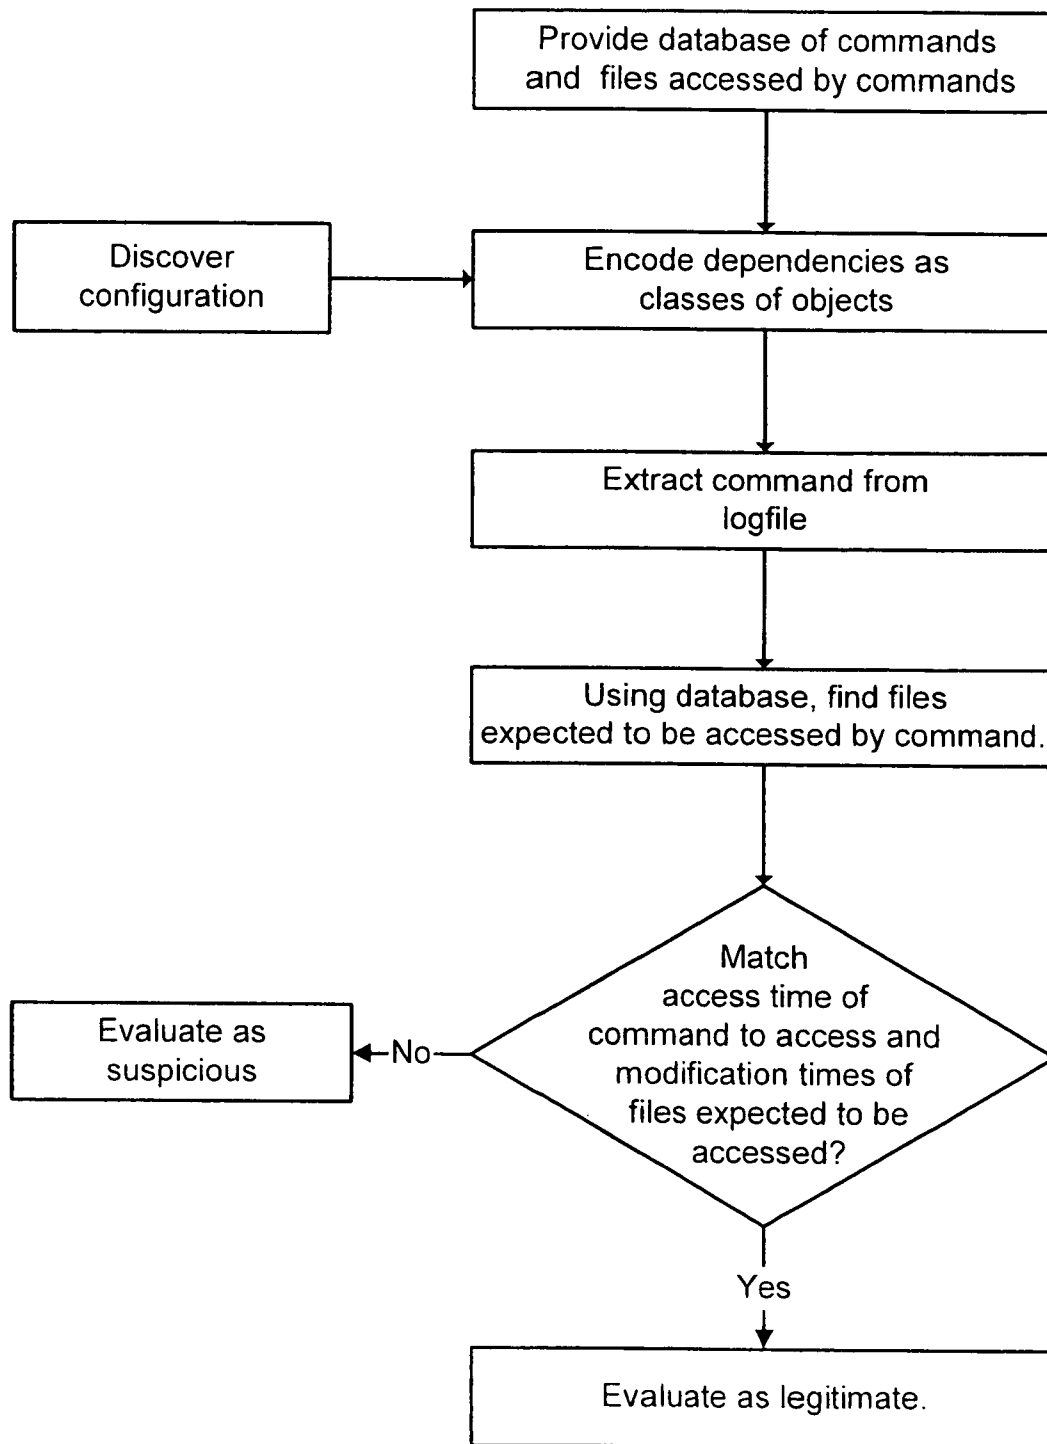 Provide database of commands
and files accessed by commands
Discover
configuration
Encode dependencies as
classes of objects
Extract command from
logfile
Using database, find files
expected to be accessed by command.
Match
access time of
command to access and
modification times of
files expected to be
accessed?
No
Evaluate as
suspicious
Yes
Evaluate as legitimate.